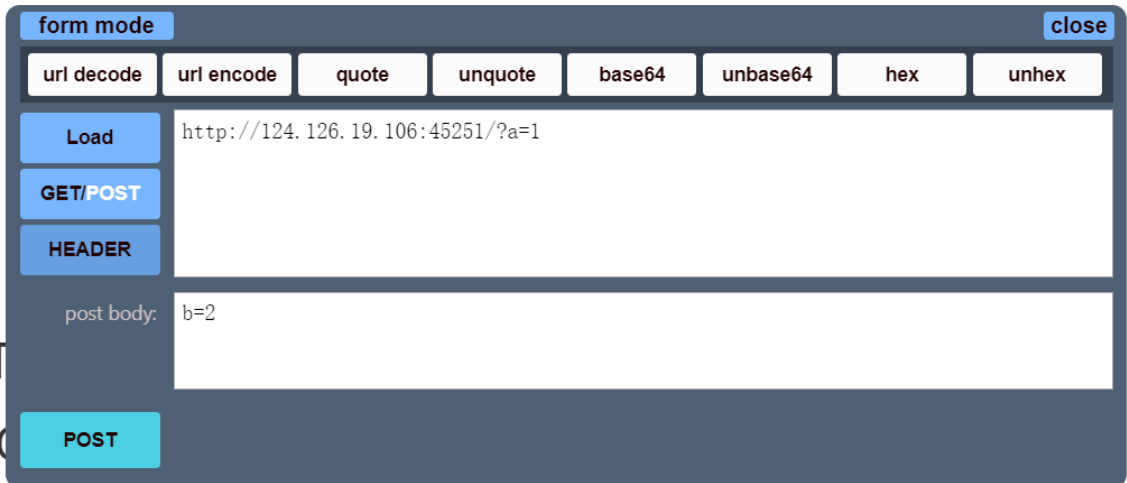 form mode close
url decode url encode quote unquote base64 unbase64 hex unhex
Load http://124.126.19.106:45251/?a=1
GET/POST
HEADER
post body: b=2
POST